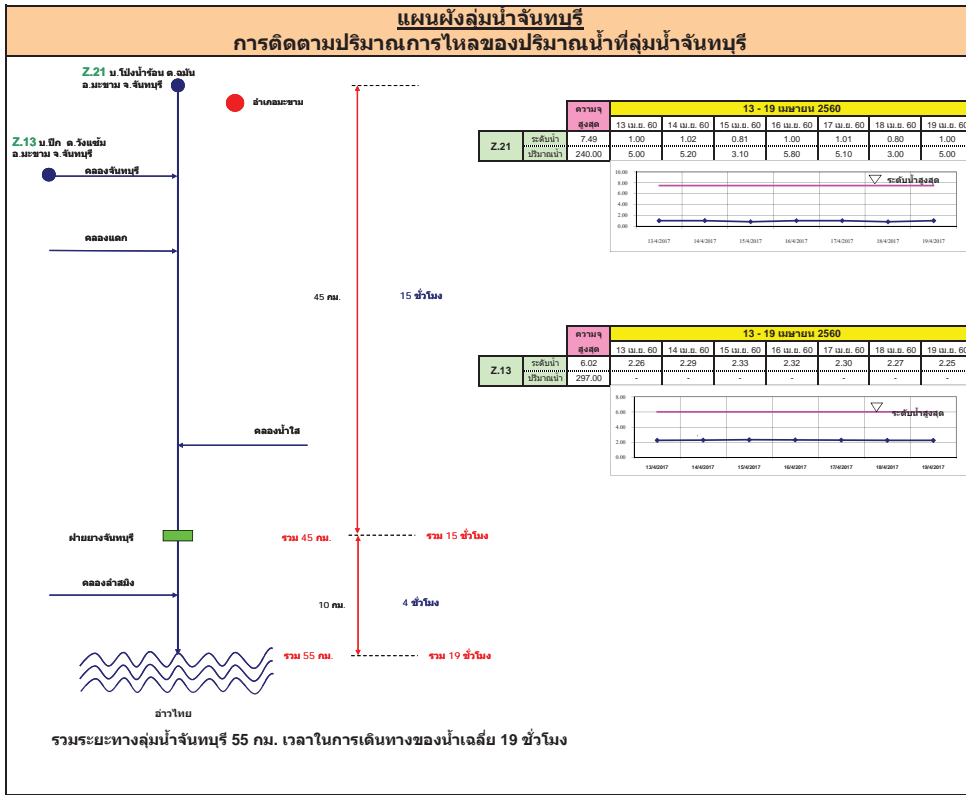 แผนผังลุ่มน้ำจันทบุรี
การติดตามปริมาณการไหลของปริมาณน้ำที่ลุ่มน้ำจันทบุรี
Z.21 บ.โป่งน้ำร้อน ต.ฉมัน
อ.มะขาม จ.จันทบุรี
อำเภอมะขาม
Z.13 บ.ปึก ต.วังแซ้ม
อ.มะขาม จ.จันทบุรี
คลองจันทบุรี
คลองแตก
45 กม.
15 ชั่วโมง
คลองน้ำใส
ฝายยางจันทบุรี
รวม 45 กม.
รวม 15 ชั่วโมง
คลองลำสมิง
10 กม.
4 ชั่วโมง
รวม 55 กม.
รวม 19 ชั่วโมง
อ่าวไทย
รวมระยะทางลุ่มน้ำจันทบุรี 55 กม. เวลาในการเดินทางของน้ำเฉลี่ย 19 ชั่วโมง
ความจุ 13 - 19 เมษายน 2560
สูงสุด 13 เม.ย. 60 14 เม.ย. 60 15 เม.ย. 60 16 เม.ย. 60 17 เม.ย. 60 18 เม.ย. 60 19 เม.ย. 60
Z.21
ระดับน้ำ 7.49 1.00 1.02 0.81 1.00 1.01 0.80 1.00
ปริมาณน้ำ 240.00 5.00 5.20 3.10 5.80 5.10 3.00 5.00
10.00
8.00
6.00
4.00
2.00
0.00
ระดับน้ำสูงสุด
13/4/2017 14/4/2017 15/4/2017 16/4/2017 17/4/2017 18/4/2017 19/4/2017
ความจุ 13 - 19 เมษายน 2560
สูงสุด 13 เม.ย. 60 14 เม.ย. 60 15 เม.ย. 60 16 เม.ย. 60 17 เม.ย. 60 18 เม.ย. 60 19 เม.ย. 60
Z.13
ระดับน้ำ 6.02 2.26 2.29 2.33 2.32 2.30 2.27 2.25
ปริมาณน้ำ 297.00 - - - - - - -
8.00
6.00
4.00
2.00
0.00
ระดับน้ำสูงสุด
13/4/2017 14/4/2017 15/4/2017 16/4/2017 17/4/2017 18/4/2017 19/4/2017